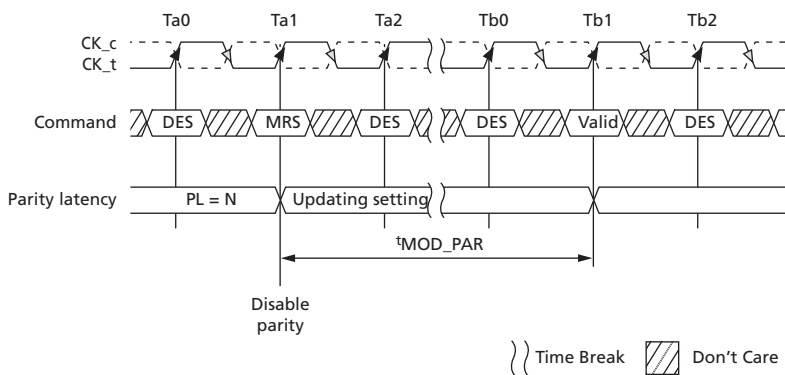 Ta0 Ta1 Ta2 Tb0 Tb1 Tb2
CK_c
CK_t
Command DES MRS DES DES Valid DES
Parity latency PL = N Updating setting
tMOD_PAR
Disable
parity
Time Break Don't Care